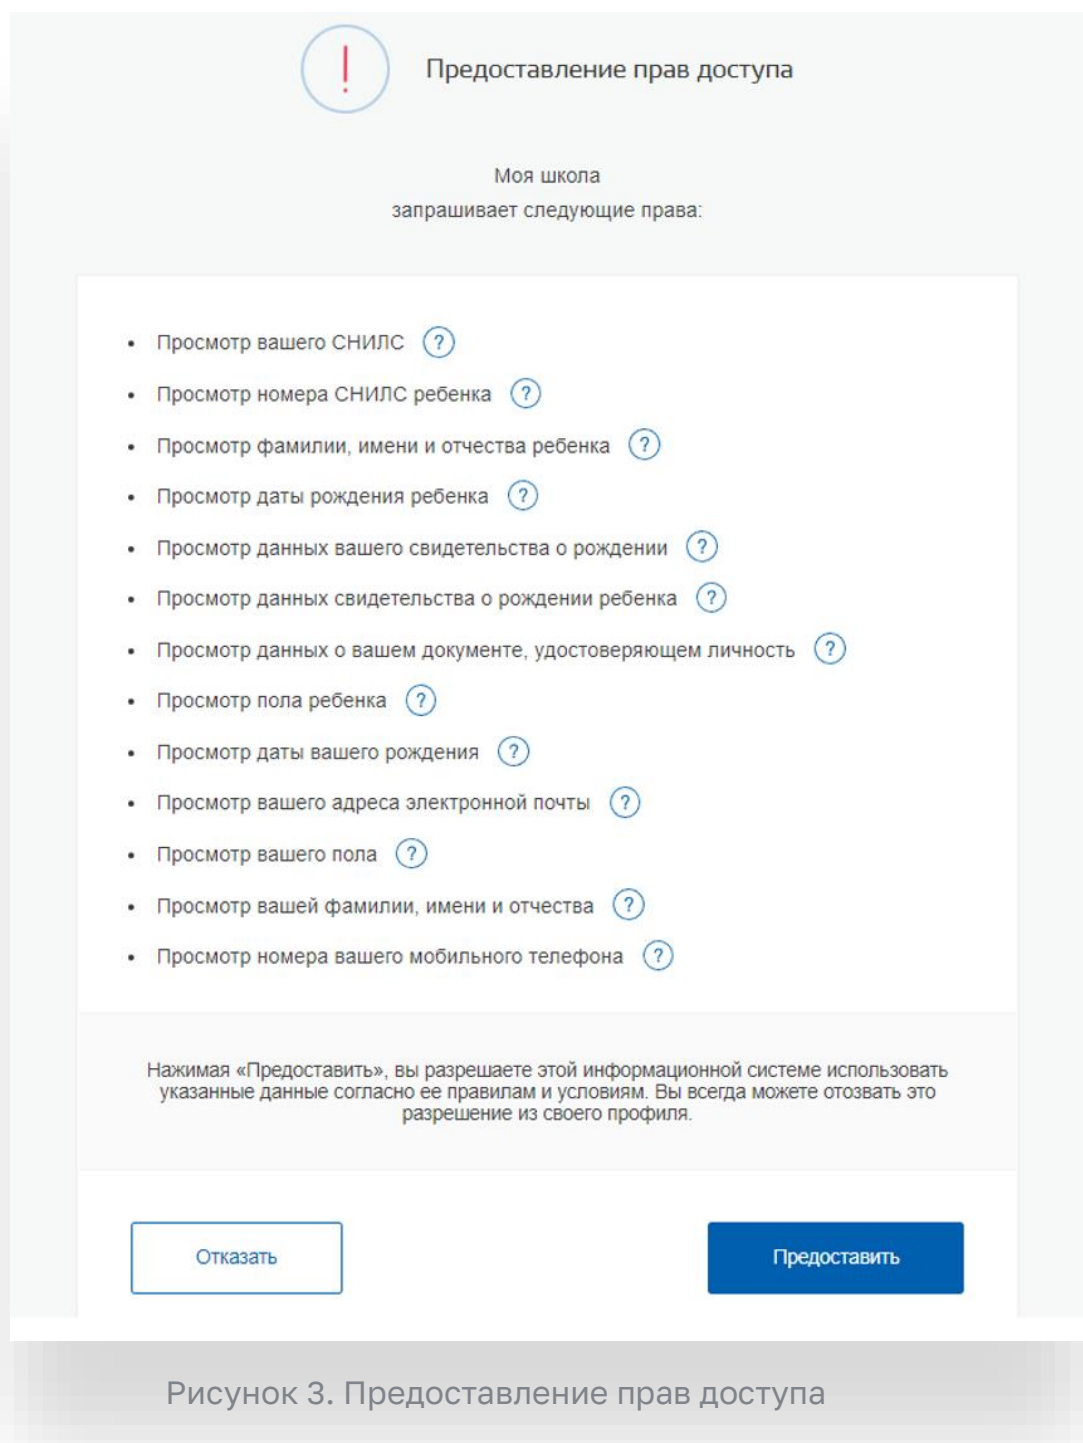 Предоставление прав доступа
Моя школа
запрашивает следующие права:
• Просмотр вашего СНИЛС ?
• Просмотр номера СНИЛС ребенка ?
• Просмотр фамилии, имени и отчества ребенка ?
• Просмотр даты рождения ребенка ?
• Просмотр данных вашего свидетельства о рождении ?
• Просмотр данных свидетельства о рождении ребенка ?
• Просмотр данных о вашем документе, удостоверяющем личность ?
• Просмотр пола ребенка ?
• Просмотр даты вашего рождения ?
• Просмотр вашего адреса электронной почты ?
• Просмотр вашего пола ?
• Просмотр вашей фамилии, имени и отчества ?
• Просмотр номера вашего мобильного телефона ?
Нажимая «Предоставить», вы разрешаете этой информационной системе использовать
указанные данные согласно ее правилам и условиям. Вы всегда можете отозвать это
разрешение из своего профиля.
Отказать
Предоставить
Рисунок 3. Предоставление прав доступа